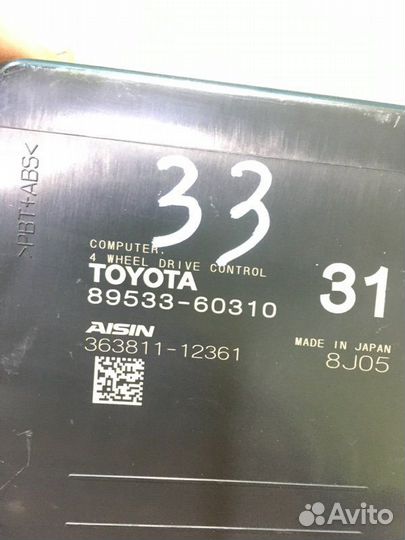 33
>PBT+ABS<
COMPUTER.
4 WHEEL DRIVE CONTROL
TOYOTA
89533-60310
31
AISIN
363811-12361
MADE IN JAPAN
8J05
Avito